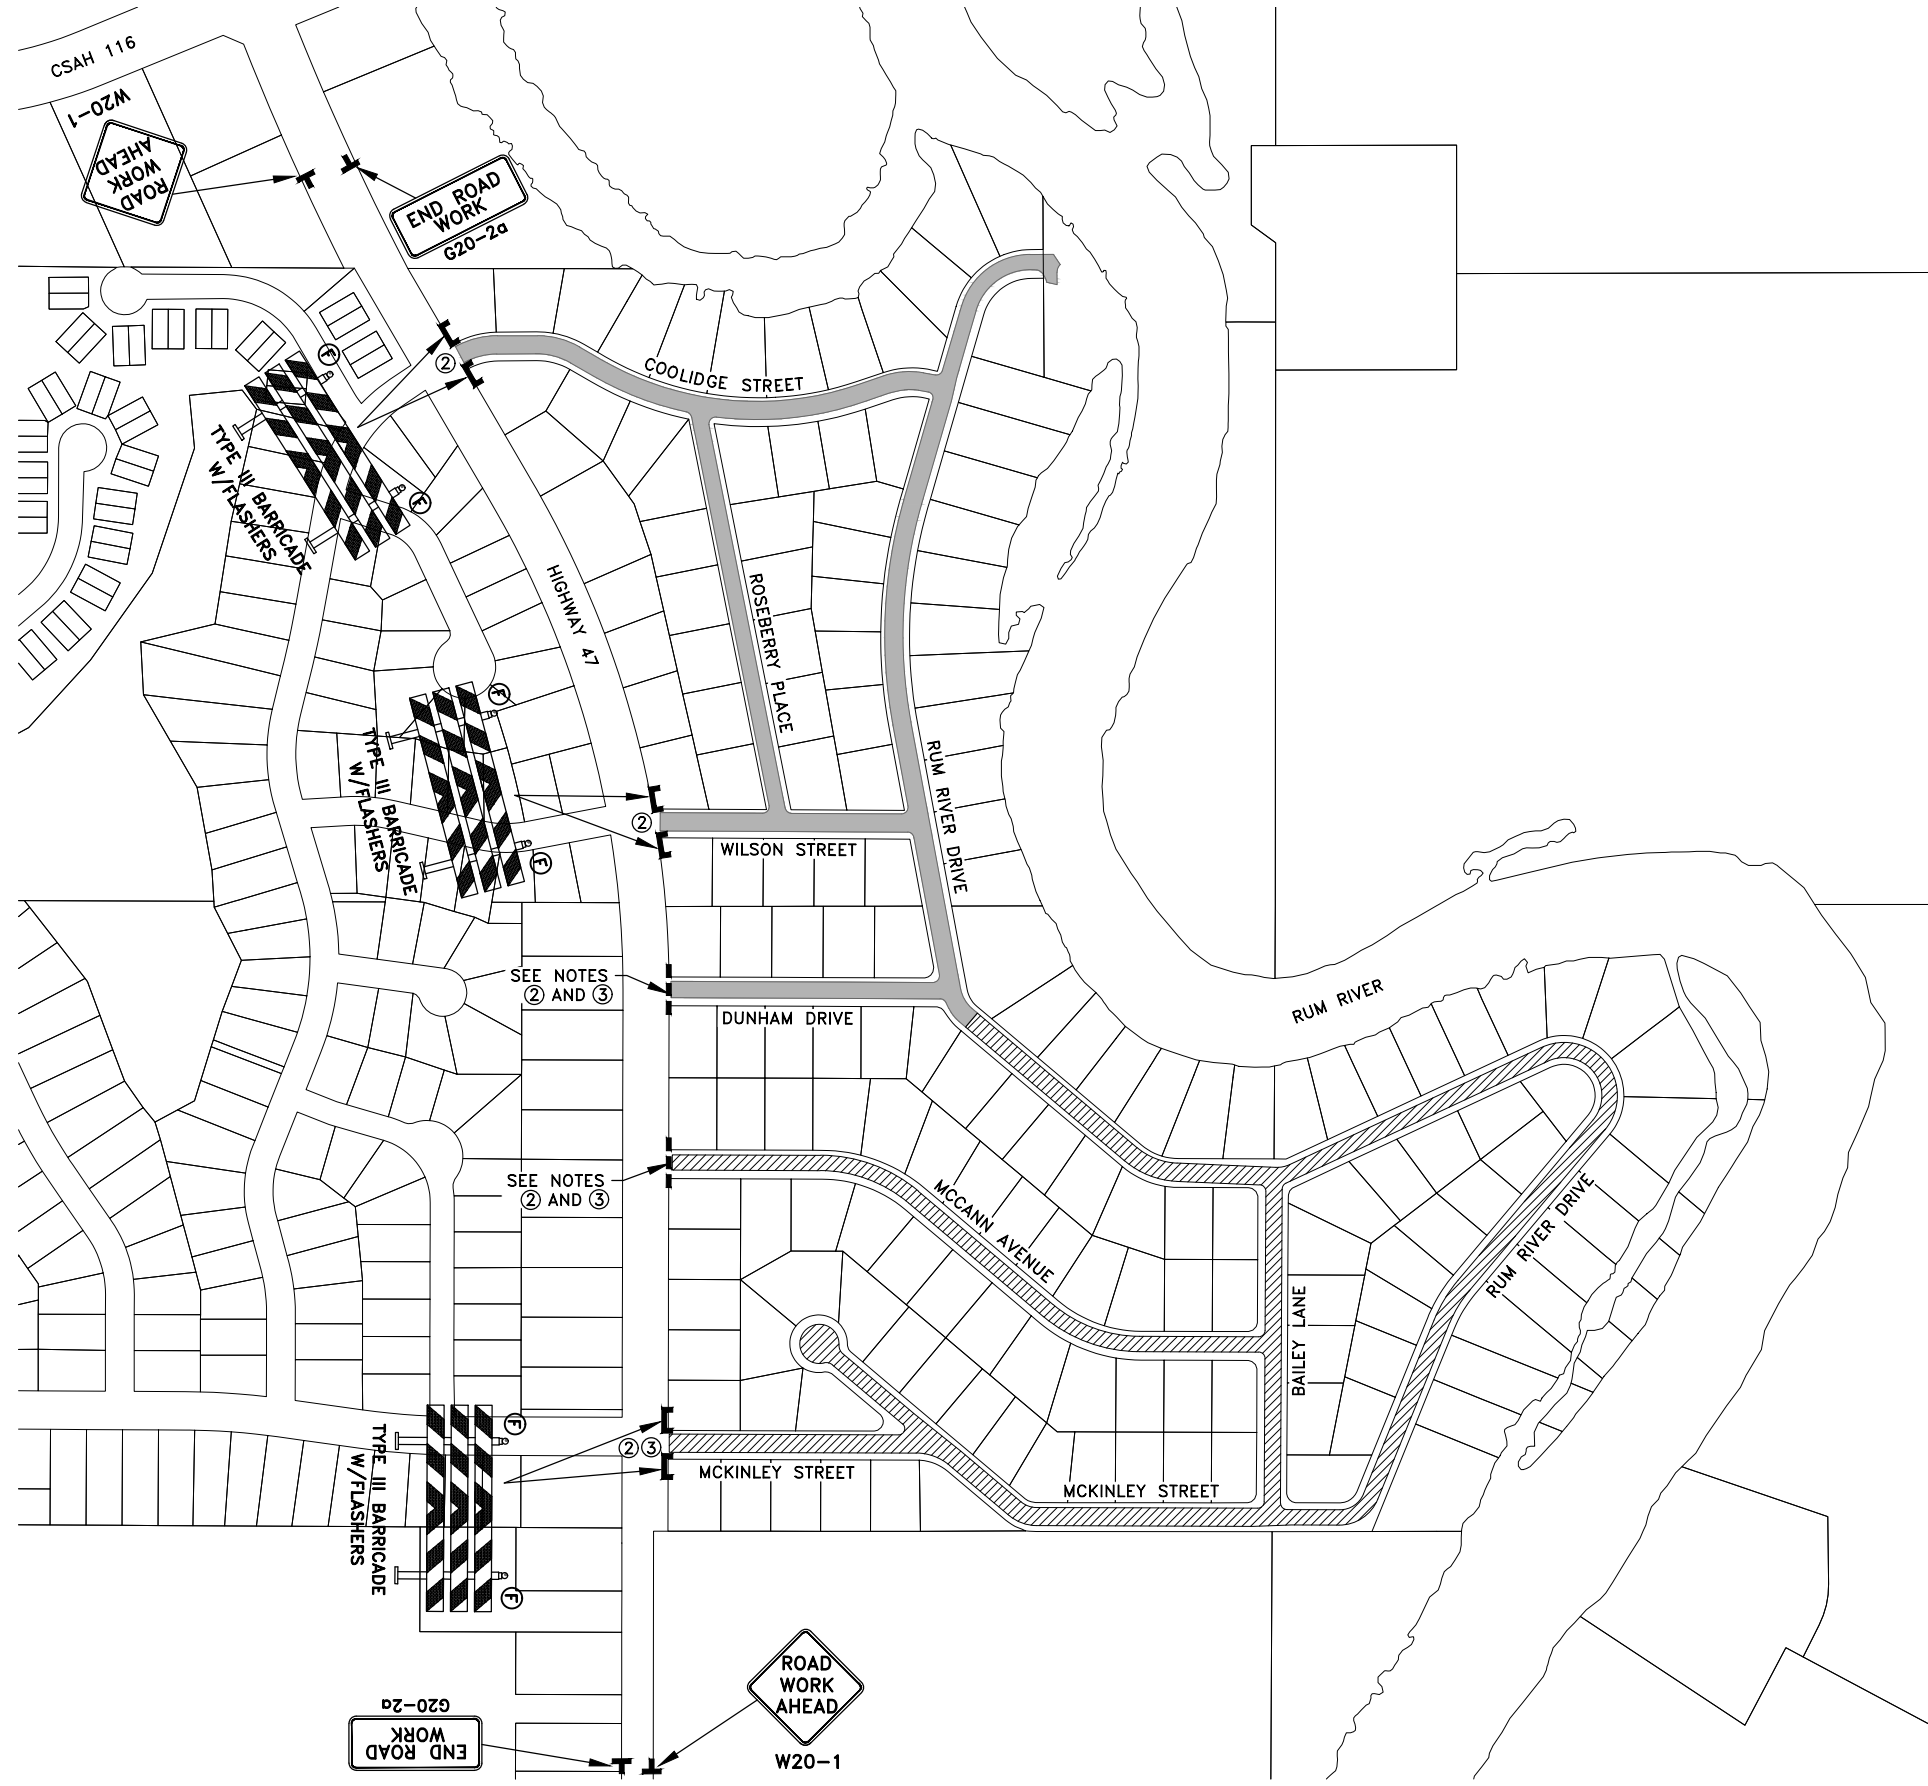 CSAH 116
W20-1
ROAD
WORK
AHEAD
END ROAD
WORK
G20-2a
F
②
COOLIDGE STREET
TYPE III BARRICADE
W/FLASHERS
F
HIGHWAY 47
ROSEBERRY PLACE
F
TYPE III BARRICADE
W/FLASHERS
RUM RIVER DRIVE
②
WILSON STREET
F
SEE NOTES
② AND ③
DUNHAM DRIVE
RUM RIVER
SEE NOTES
② AND ③
MCCANN AVENUE
RUM RIVER DRIVE
BAILEY LANE
F
TYPE III BARRICADE
W/FLASHERS
② ③
MCKINLEY STREET
MCKINLEY STREET
F
ROAD
WORK
AHEAD
W20-1
G20-2a
END ROAD
WORK